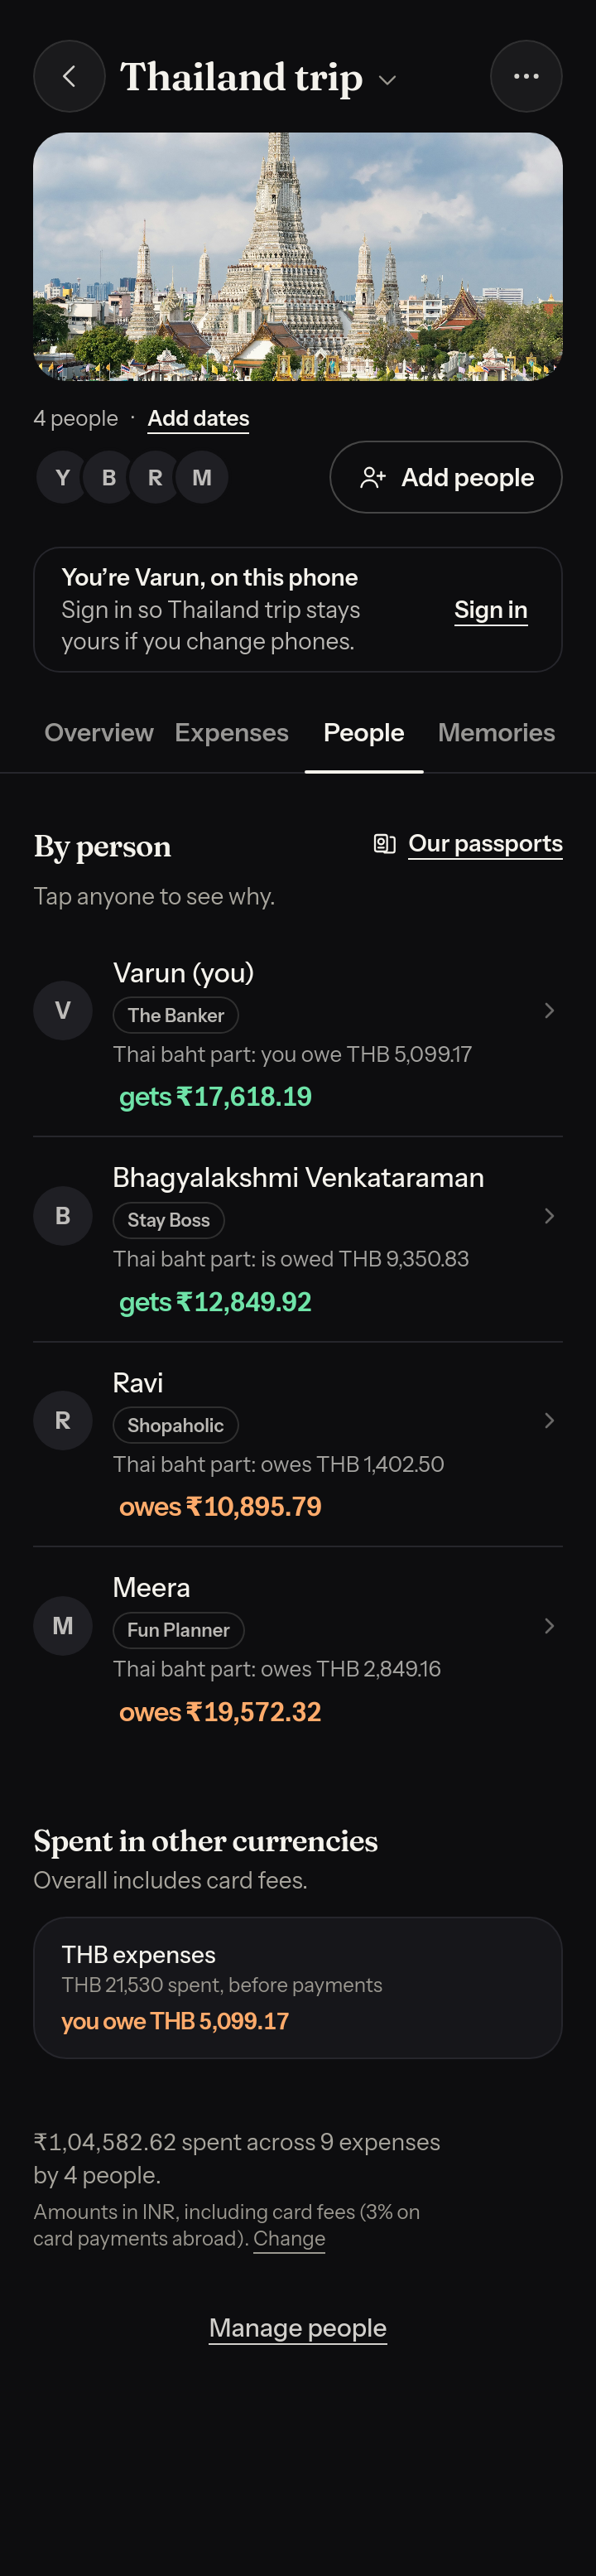 Thailand trip
4 people · Add dates
Y B R M
Add people
You’re Varun, on this phone
Sign in so Thailand trip stays
yours if you change phones.
Sign in
Overview Expenses People Memories
By person
Our passports
Tap anyone to see why.
V
Varun (you)
The Banker
Thai baht part: you owe THB 5,099.17
gets ₹17,618.19
B
Bhagyalakshmi Venkataraman
Stay Boss
Thai baht part: is owed THB 9,350.83
gets ₹12,849.92
R
Ravi
Shopaholic
Thai baht part: owes THB 1,402.50
owes ₹10,895.79
M
Meera
Fun Planner
Thai baht part: owes THB 2,849.16
owes ₹19,572.32
Spent in other currencies
Overall includes card fees.
THB expenses
THB 21,530 spent, before payments
you owe THB 5,099.17
₹1,04,582.62 spent across 9 expenses
by 4 people.
Amounts in INR, including card fees (3% on
card payments abroad). Change
Manage people